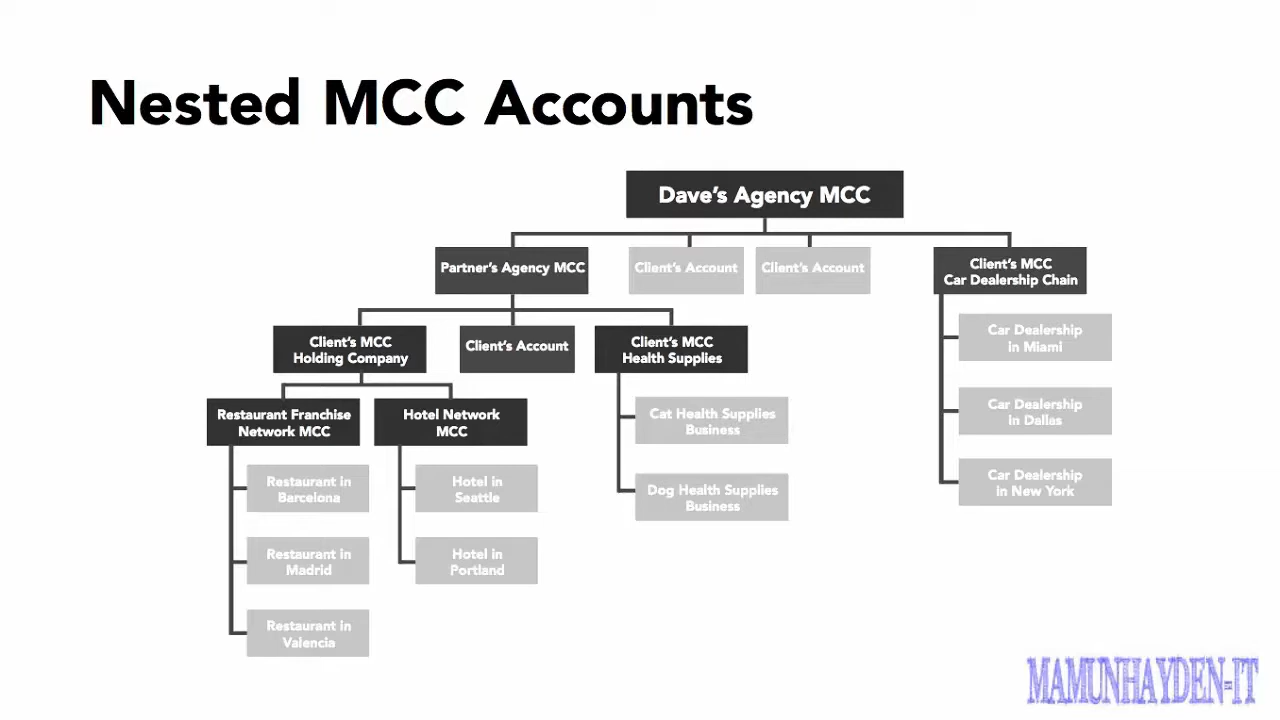 Nested MCC Accounts
Dave's Agency MCC
Partner's Agency MCC
Client's Account
Client's Account
Client's MCC
Car Dealership Chain
Client's MCC
Holding Company
Client's Account
Client's MCC
Health Supplies
Car Dealership
in Miami
Restaurant Franchise
Network MCC
Hotel Network
MCC
Cat Health Supplies
Business
Car Dealership
in Dallas
Restaurant in
Barcelona
Hotel in
Seattle
Dog Health Supplies
Business
Car Dealership
in New York
Restaurant in
Madrid
Hotel in
Portland
Restaurant in
Valencia
MAMUNHAYDEN-IT